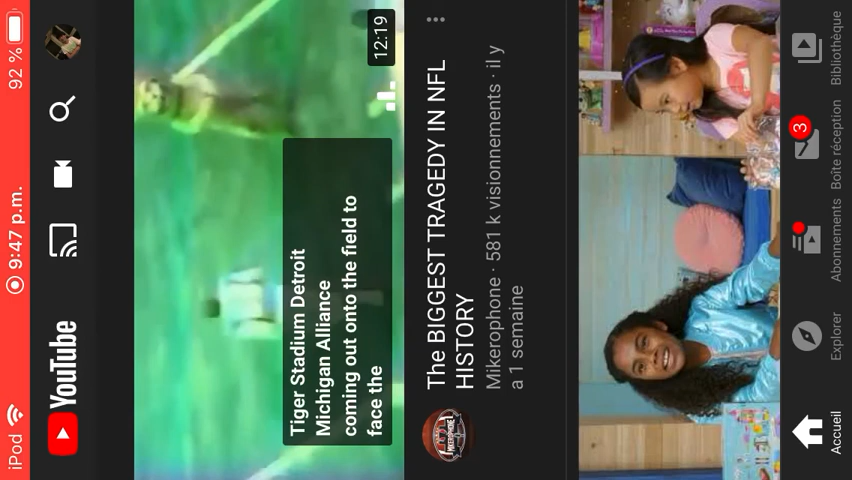 iPod 9:47 p.m. 92 %
YouTube
Tiger Stadium Detroit
Michigan Alliance
coming out onto the field to
face the
12:19
The BIGGEST TRAGEDY IN NFL
HISTORY
Mikerophone · 581 k visionnements · il y
a 1 semaine
MIKEROPHONE
3
Accueil Explorer Abonnements Boîte réception Bibliothèque